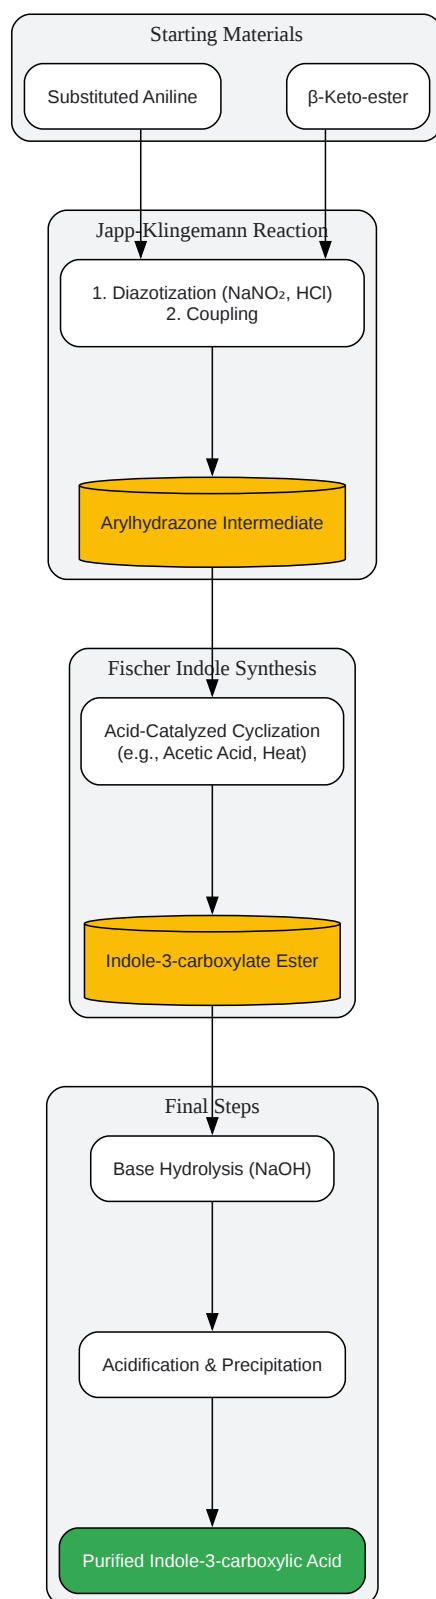 Starting Materials
Substituted Aniline
β-Keto-ester
Japp-Klingemann Reaction
1. Diazotization (NaNO₂, HCl)
2. Coupling
Arylhydrazone Intermediate
Fischer Indole Synthesis
Acid-Catalyzed Cyclization
(e.g., Acetic Acid, Heat)
Indole-3-carboxylate Ester
Final Steps
Base Hydrolysis (NaOH)
Acidification & Precipitation
Purified Indole-3-carboxylic Acid